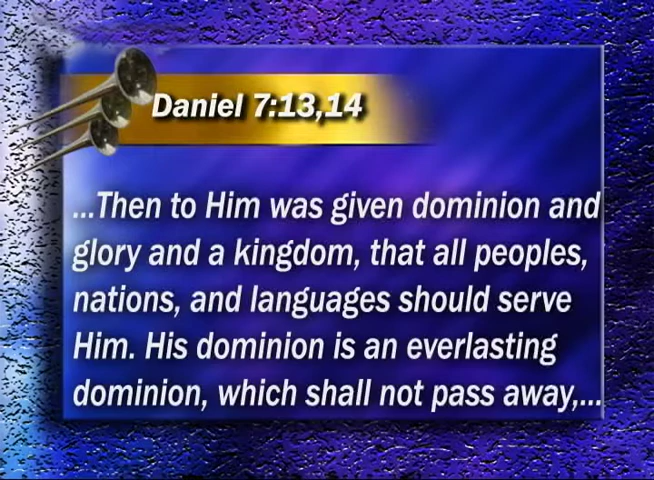 Daniel 7:13,14
...Then to Him was given dominion and
glory and a kingdom, that all peoples,
nations, and languages should serve
Him. His dominion is an everlasting
dominion, which shall not pass away,...